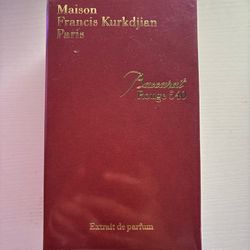 Maison
Francis Kurkdjian
Paris
Baccarat
Rouge 540
Extrait de parfum